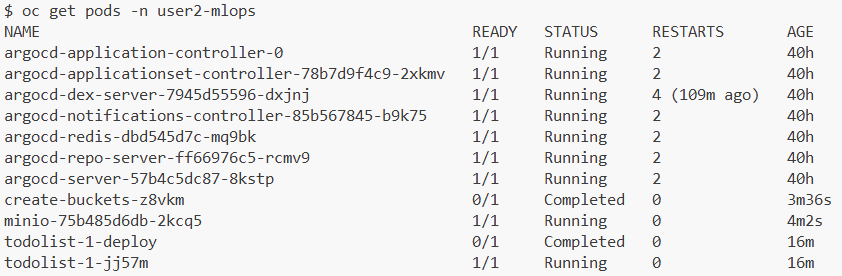 $ oc get pods -n user2-mlops
NAME READY STATUS RESTARTS AGE
argocd-application-controller-0 1/1 Running 2 40h
argocd-applicationset-controller-78b7d9f4c9-2xkmv 1/1 Running 2 40h
argocd-dex-server-7945d55596-dxjnj 1/1 Running 4 (109m ago) 40h
argocd-notifications-controller-85b567845-b9k75 1/1 Running 2 40h
argocd-redis-dbd545d7c-mq9bk 1/1 Running 2 40h
argocd-repo-server-ff66976c5-rcmv9 1/1 Running 2 40h
argocd-server-57b4c5dc87-8kstp 1/1 Running 2 40h
create-buckets-z8vkm 0/1 Completed 0 3m36s
minio-75b485d6db-2kcq5 1/1 Running 0 4m2s
todolist-1-deploy 0/1 Completed 0 16m
todolist-1-jj57m 1/1 Running 0 16m